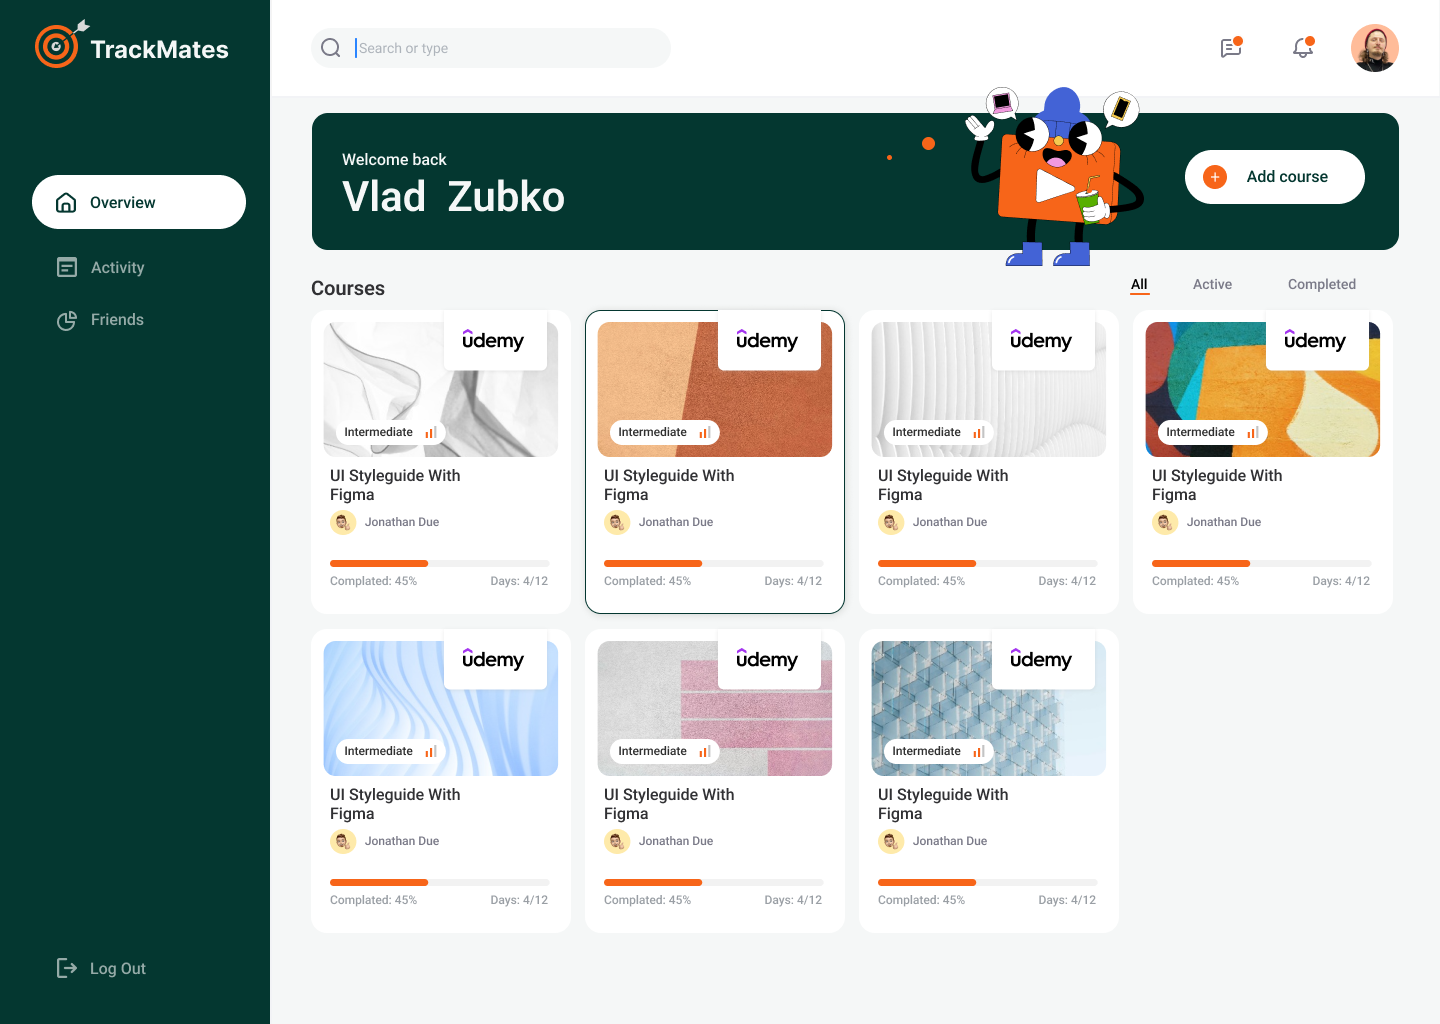 TrackMates
Search or type
Overview
Activity
Friends
Log Out
Welcome back
Vlad Zubko
Add course
Courses
All Active Completed
udemy
Intermediate
UI Styleguide With
Figma
Jonathan Due
Complated: 45% Days: 4/12
udemy
Intermediate
UI Styleguide With
Figma
Jonathan Due
Complated: 45% Days: 4/12
udemy
Intermediate
UI Styleguide With
Figma
Jonathan Due
Complated: 45% Days: 4/12
udemy
Intermediate
UI Styleguide With
Figma
Jonathan Due
Complated: 45% Days: 4/12
udemy
Intermediate
UI Styleguide With
Figma
Jonathan Due
Complated: 45% Days: 4/12
udemy
Intermediate
UI Styleguide With
Figma
Jonathan Due
Complated: 45% Days: 4/12
udemy
Intermediate
UI Styleguide With
Figma
Jonathan Due
Complated: 45% Days: 4/12